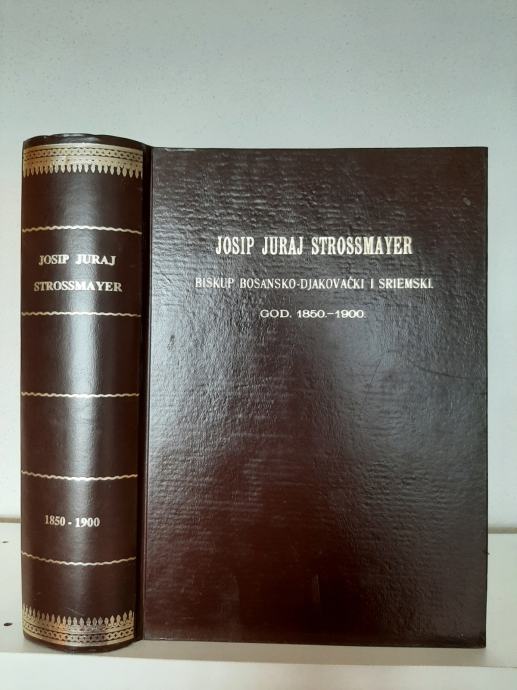 JOSIP JURAJ
STROSSMAYER
1850 - 1900
JOSIP JURAJ STROSSMAYER
BISKUP BOSANSKO-DJAKOVAČKI I SRIEMSKI.
GOD. 1850.-1900.